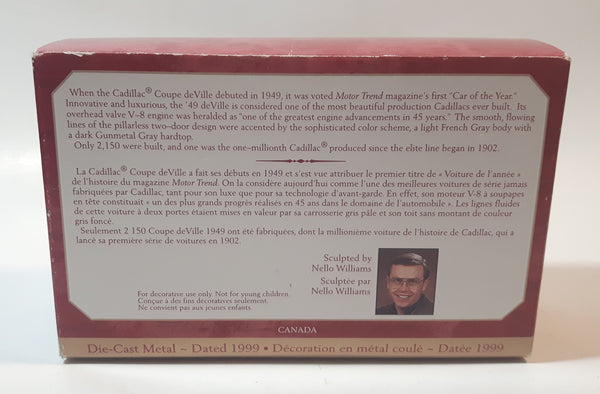 When the Cadillac® Coupe deVille debuted in 1949, it was voted Motor Trend magazine's first "Car of the Year."
Innovative and luxurious, the '49 deVille is considered one of the most beautiful production Cadillacs ever built. Its
overhead valve V–8 engine was heralded as "one of the greatest engine advancements in 45 years." The smooth, flowing
lines of the pillarless two–door design were accented by the sophisticated color scheme, a light French Gray body with
a dark Gunmetal Gray hardtop.
Only 2,150 were built, and one was the one–millionth Cadillac® produced since the elite line began in 1902.
La Cadillac® Coupe deVille a fait ses débuts en 1949 et s'est vue attribuer le premier titre de « Voiture de l'année »
de l'histoire du magazine Motor Trend. On la considère aujourd'hui comme l'une des meilleures voitures de série jamais
fabriquées par Cadillac, tant pour son luxe que pour sa technologie d'avant-garde. En effet, son moteur V-8 à soupapes
en tête constituait « un des plus grands progrès réalisés en 45 ans dans le domaine de l'automobile ». Les lignes fluides
de cette voiture à deux portes étaient mises en valeur par sa carrosserie gris pâle et son toit sans montant de couleur
gris foncé.
Seulement 2 150 Coupe deVille 1949 ont été fabriquées, dont la millionième voiture de l'histoire de Cadillac, qui a
lancé sa première série de voitures en 1902.
Sculpted by
Nello Williams
Sculptée par
Nello Williams
For decorative use only. Not for young children.
Conçue à des fins décoratives seulement.
Ne convient pas aux jeunes enfants.
CANADA
Die-Cast Metal ~ Dated 1999 • Décoration en métal coulé ~ Datée 1999